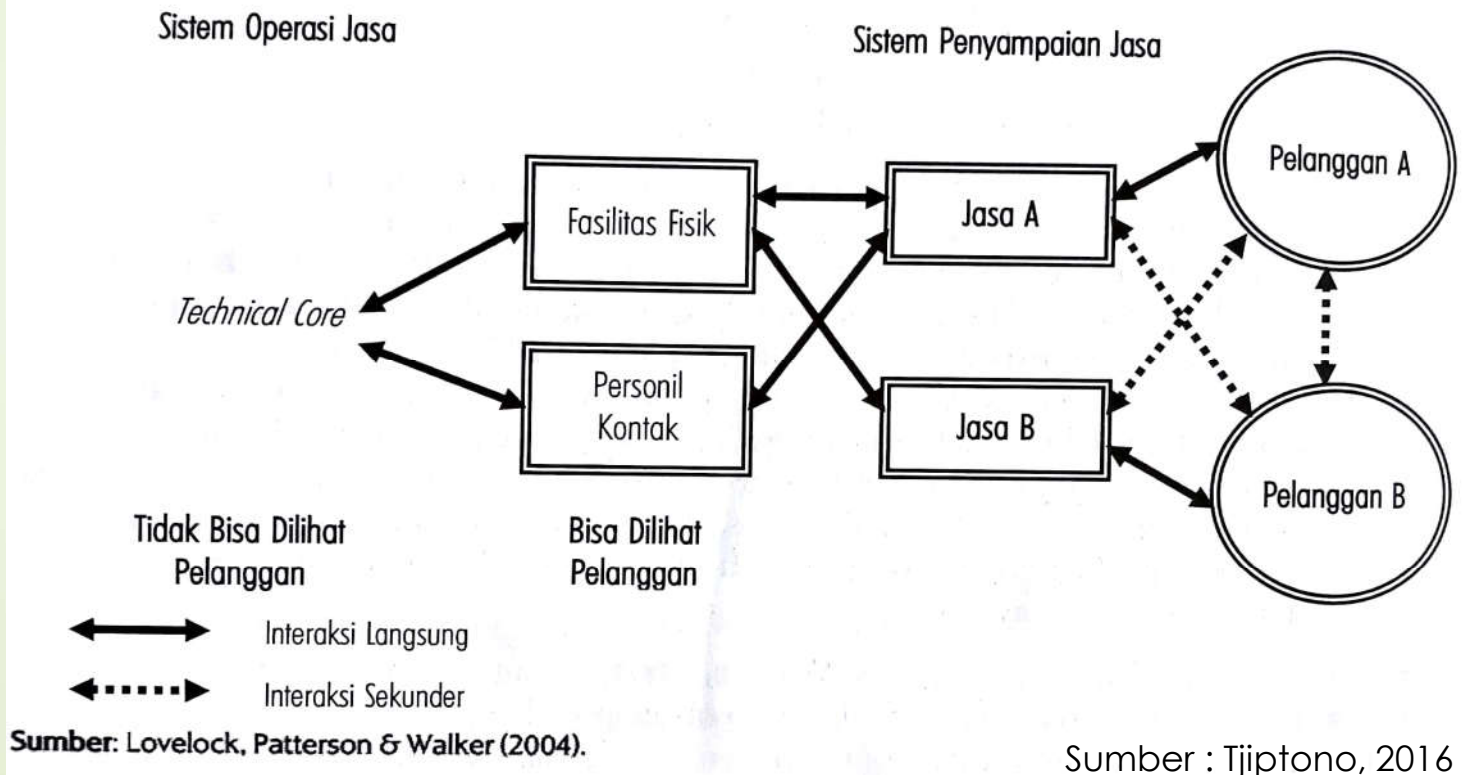 Sistem Operasi Jasa
Sistem Penyampaian Jasa
Pelanggan A
Fasilitas Fisik
Jasa A
Technical Core
Personil
Kontak
Jasa B
Pelanggan B
Tidak Bisa Dilihat
Pelanggan
Bisa Dilihat
Pelanggan
Interaksi Langsung
Interaksi Sekunder
Sumber: Lovelock, Patterson & Walker (2004).
Sumber : Tjiptono, 2016